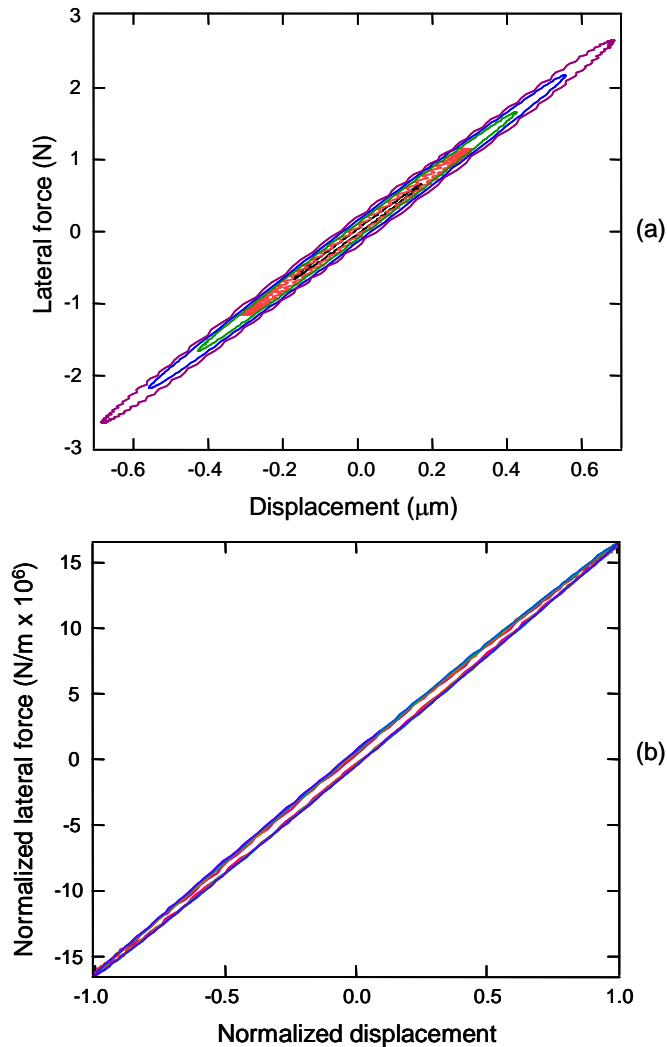 3
2
1
0
-1
-2
-3
Lateral force (N)
-0.6 -0.4 -0.2 0.0 0.2 0.4 0.6
Displacement (μm)
(a)
15
10
5
0
-5
-10
-15
Normalized lateral force (N/m x 10⁶)
-1.0 -0.5 0.0 0.5 1.0
Normalized displacement
(b)